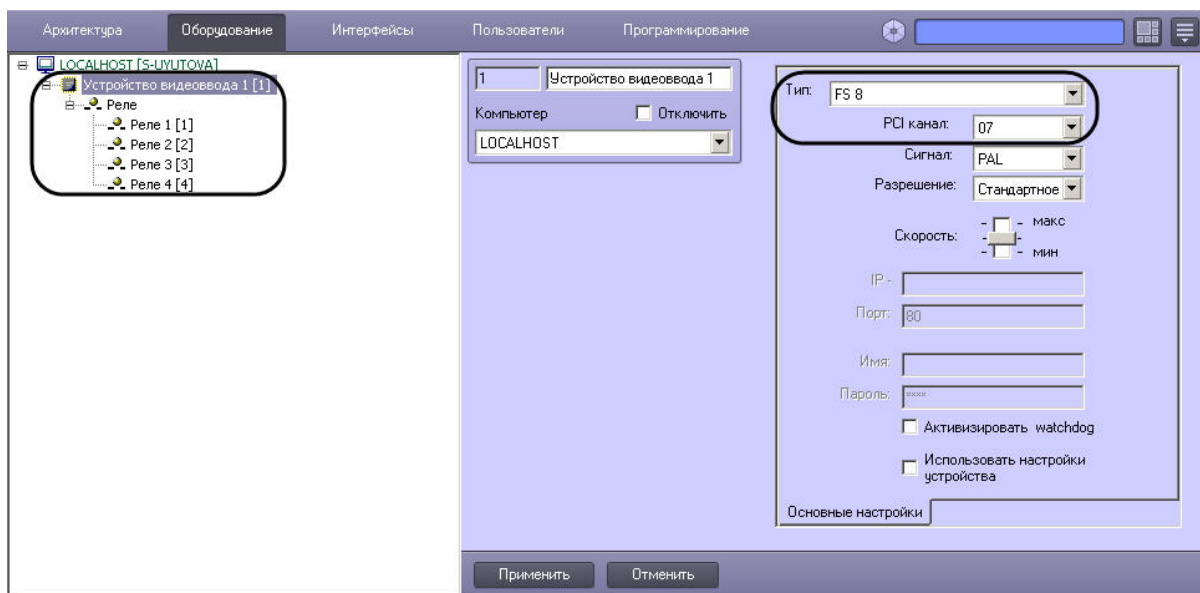 Архитектура Оборудование Интерфейсы Пользователи Программирование
LOCALHOST [S-UYUTOVA]
Устройство видеоввода 1 [1]
Реле
Реле 1 [1]
Реле 2 [2]
Реле 3 [3]
Реле 4 [4]
1 Устройство видеоввода 1
Компьютер Отключить
LOCALHOST
Тип: FS 8
PCI канал: 07
Сигнал: PAL
Разрешение: Стандартное
Скорость: - - макс
- -
- - мин
IP -
Порт: 80
Имя:
Пароль: ××××
Активизировать watchdog
Использовать настройки
устройства
Основные настройки
Применить Отменить